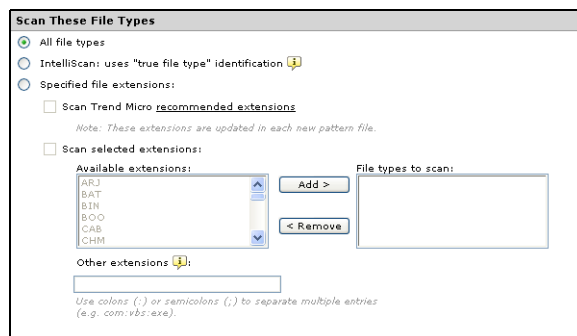 Scan These File Types
All file types
IntelliScan: uses "true file type" identification
Specified file extensions:
Scan Trend Micro recommended extensions
Note: These extensions are updated in each new pattern file.
Scan selected extensions:
Available extensions:
File types to scan:
ARJ
BAT
BIN
BOO
CAB
CHM
Add >
< Remove
Other extensions :
Use colons (:) or semicolons (;) to separate multiple entries
(e.g. com:vbs:exe).